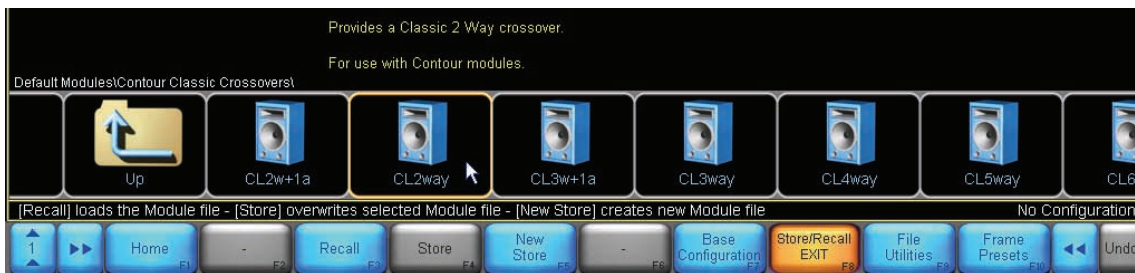 Provides a Classic 2 Way crossover.
For use with Contour modules.
Default Modules\Contour Classic Crossovers\
Up
CL2w+1a
CL2way
CL3w+1a
CL3way
CL4way
CL5way
CL6
[Recall] loads the Module file - [Store] overwrites selected Module file - [New Store] creates new Module file
No Configuration
1
Home
F1
-
F2
Recall
F3
Store
F4
New
Store
F5
-
F6
Base
Configuration
F7
Store/Recall
EXIT
F8
File
Utilities
F9
Frame
Presets
F10
Undo